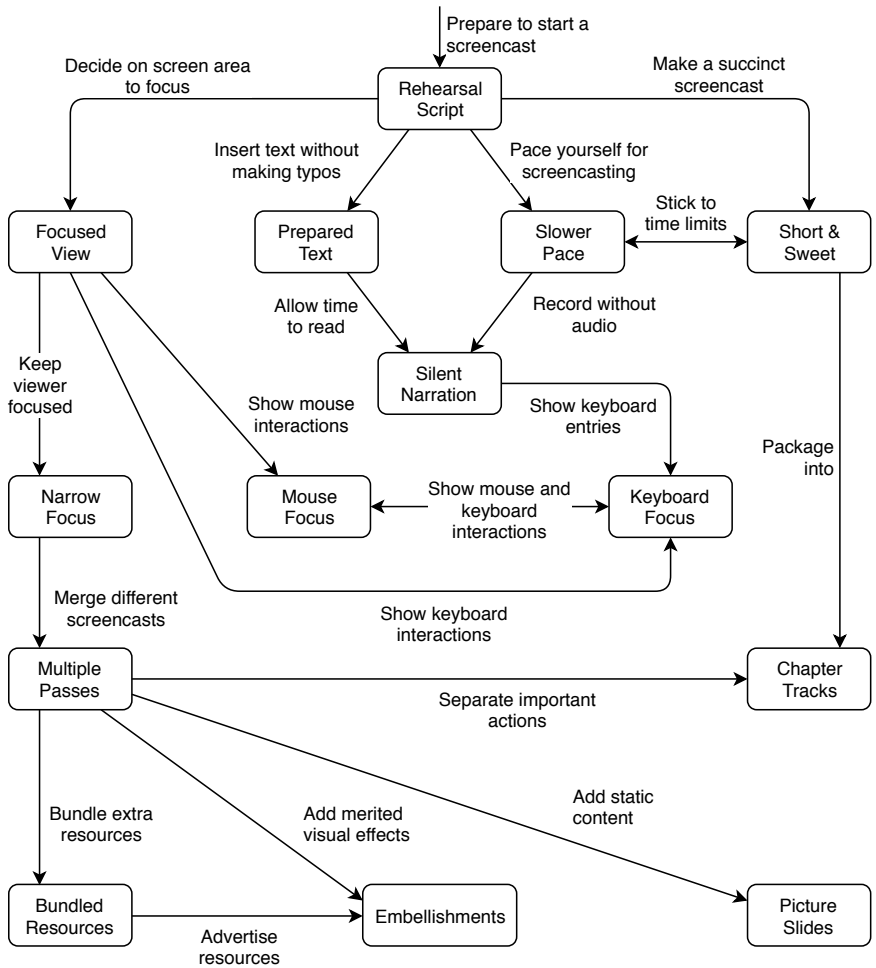 Prepare to start a
screencast
Decide on screen area
to focus
Make a succinct
screencast
Rehearsal
Script
Insert text without
making typos
Pace yourself for
screencasting
Stick to
time limits
Focused
View
Prepared
Text
Slower
Pace
Short &
Sweet
Allow time
to read
Record without
audio
Keep
viewer
focused
Silent
Narration
Show mouse
interactions
Show keyboard
entries
Package
into
Narrow
Focus
Mouse
Focus
Show mouse and
keyboard
interactions
Keyboard
Focus
Merge different
screencasts
Show keyboard
interactions
Multiple
Passes
Separate important
actions
Chapter
Tracks
Bundle extra
resources
Add merited
visual effects
Add static
content
Bundled
Resources
Advertise
resources
Embellishments
Picture
Slides